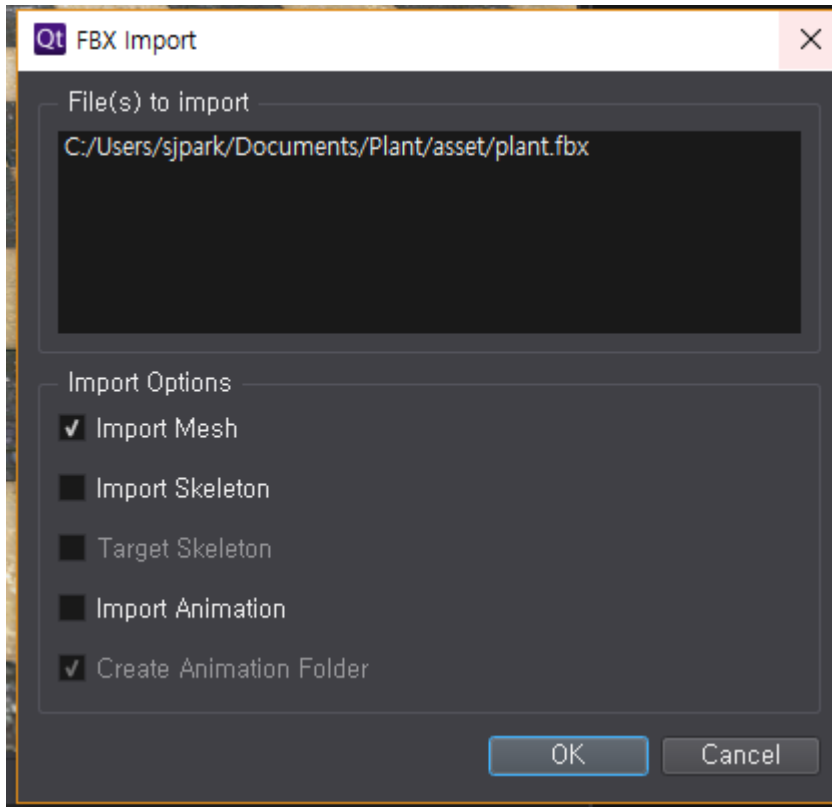 Qt FBX Import
File(s) to import
C:/Users/sjpark/Documents/Plant/asset/plant.fbx
Import Options
Import Mesh
Import Skeleton
Target Skeleton
Import Animation
Create Animation Folder
OK Cancel